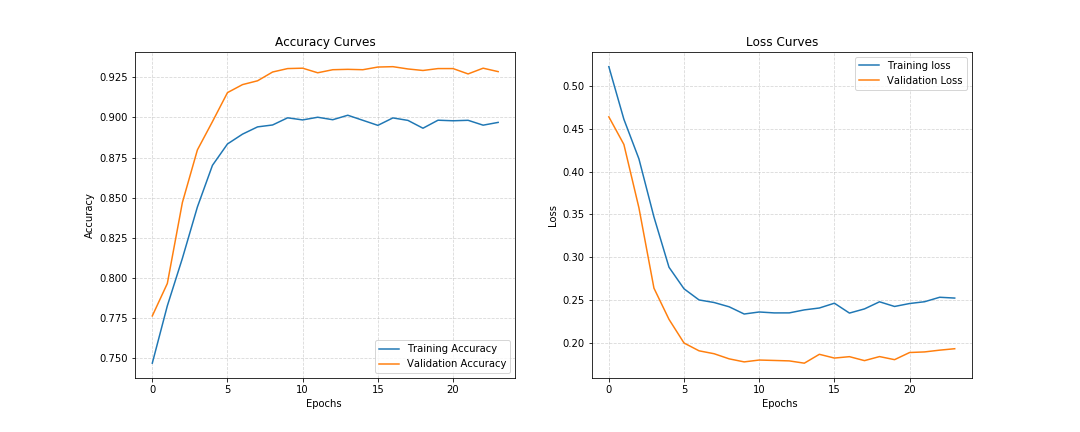 Accuracy Curves
0.925
0.900
0.875
0.850
0.825
0.800
0.775
0.750
Accuracy
0
5
10
15
20
Epochs
Training Accuracy
Validation Accuracy
Loss Curves
0.50
0.45
0.40
0.35
0.30
0.25
0.20
Loss
0
5
10
15
20
Epochs
Training loss
Validation Loss